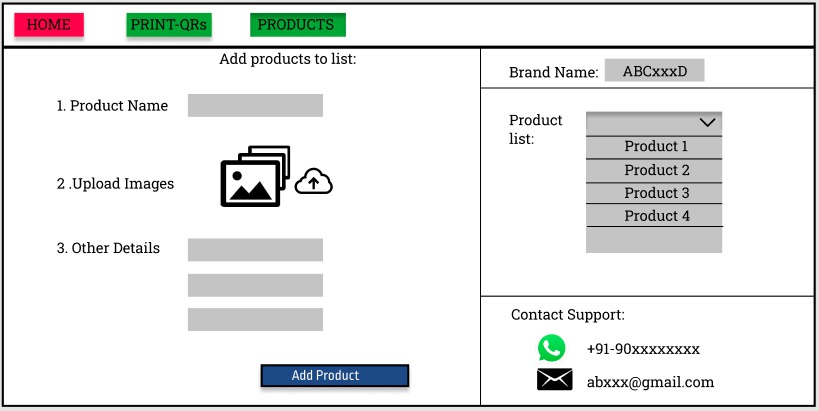 HOME
PRINT-QRs
PRODUCTS
Add products to list:
1. Product Name
2 .Upload Images
3. Other Details
Add Product
Brand Name:
ABCxxxD
Product
list:
Product 1
Product 2
Product 3
Product 4
Contact Support:
+91-90xxxxxxxx
abxxx@gmail.com